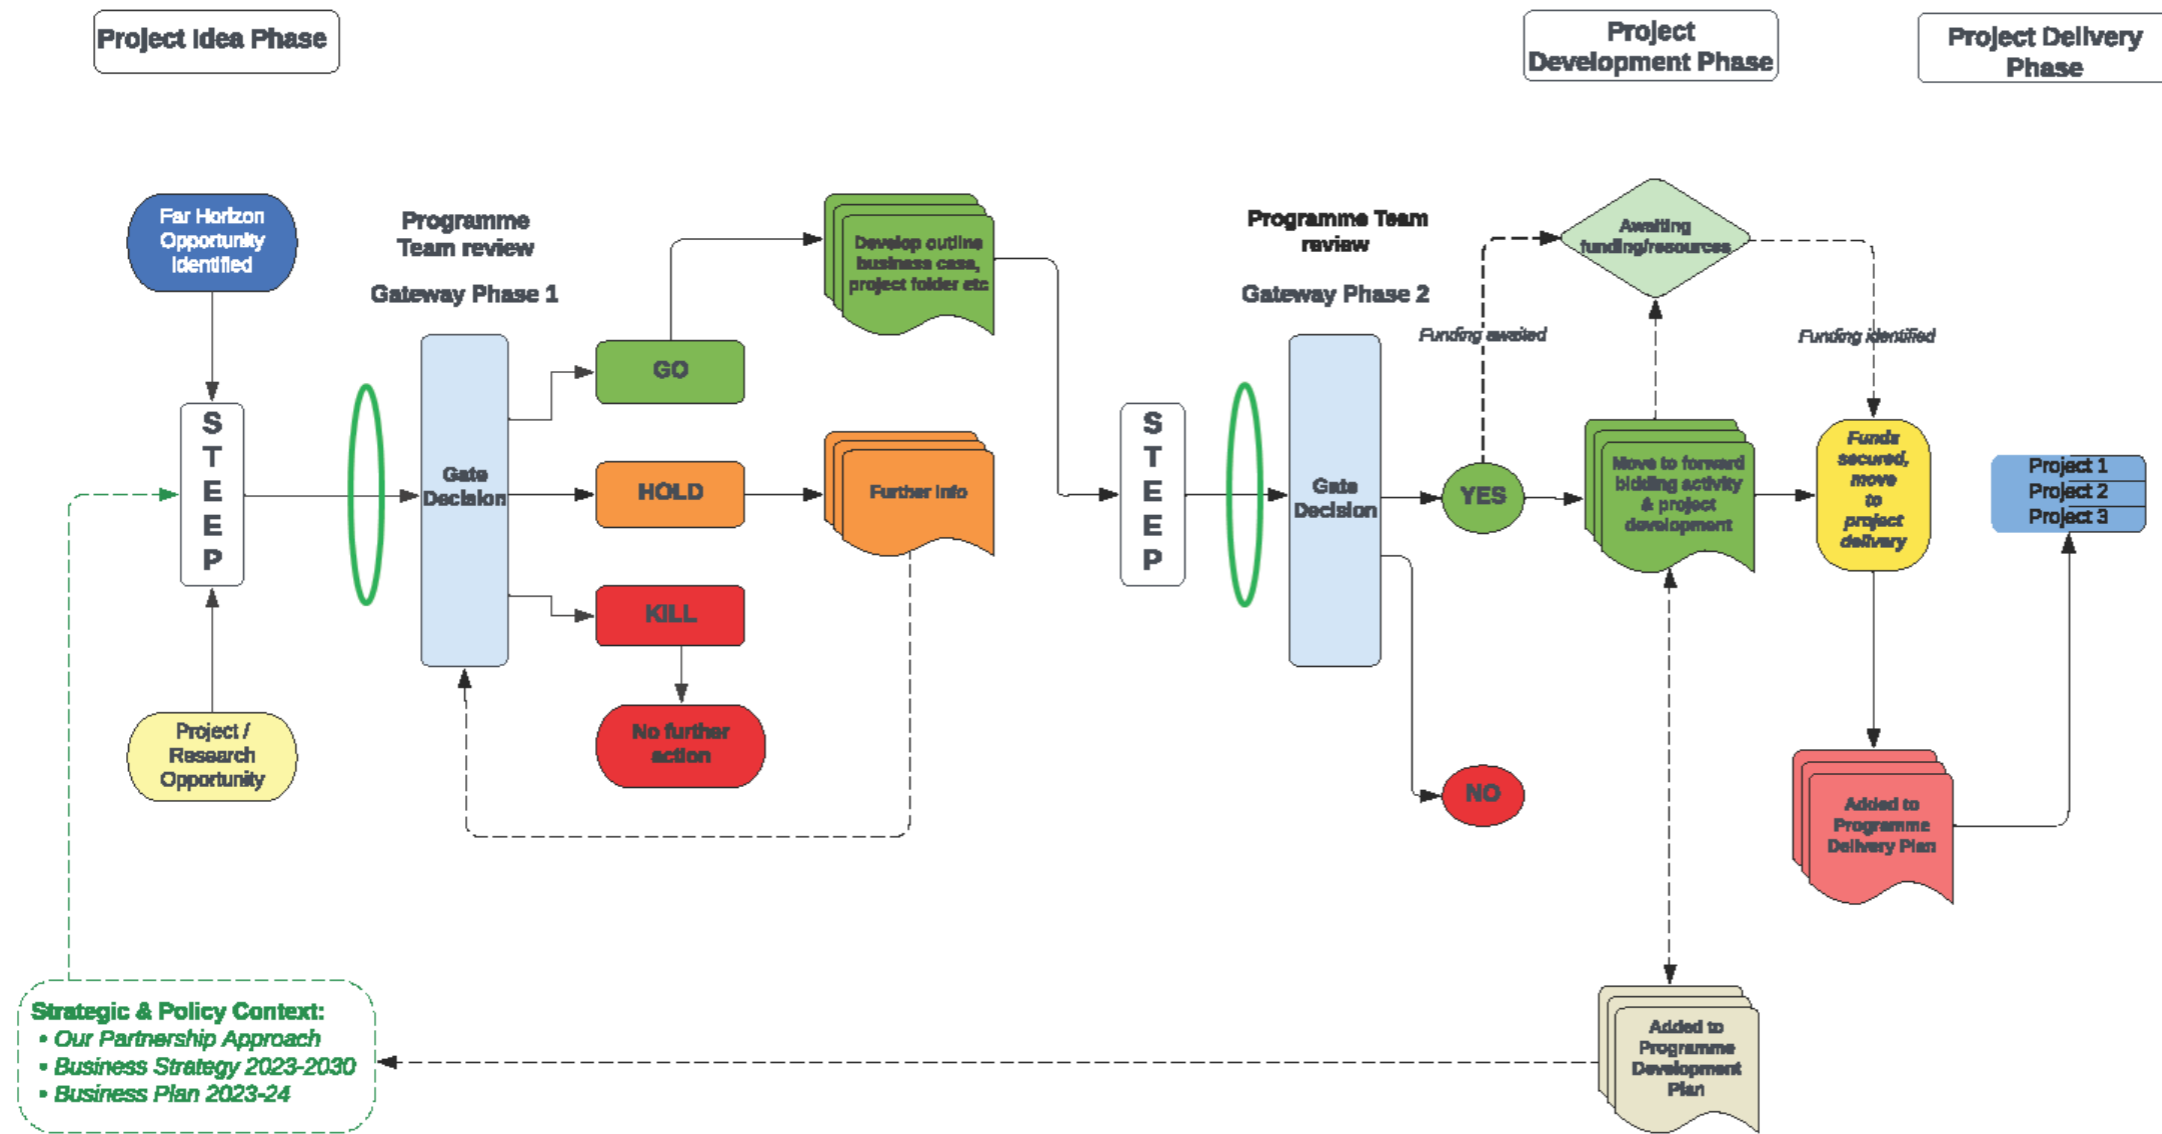 Project Idea Phase
Project
Development Phase
Project Delivery
Phase
Far Horizon
Opportunity
Identified
Programme
Team review
Gateway Phase 1
Develop outline
business case,
project folder etc
Programme Team
review
Gateway Phase 2
Awaiting
funding/resources
Funding awaited
Funding identified
S
T
E
E
P
Gate
Decision
GO
HOLD
KILL
No further
action
Further info
S
T
E
E
P
Gate
Decision
YES
NO
Move to forward
bidding activity
& project
development
Funds
secured,
move
to
project
delivery
Project 1
Project 2
Project 3
Project /
Research
Opportunity
Added to
Programme
Delivery Plan
Strategic & Policy Context:
• Our Partnership Approach
• Business Strategy 2023-2030
• Business Plan 2023-24
Added to
Programme
Development
Plan